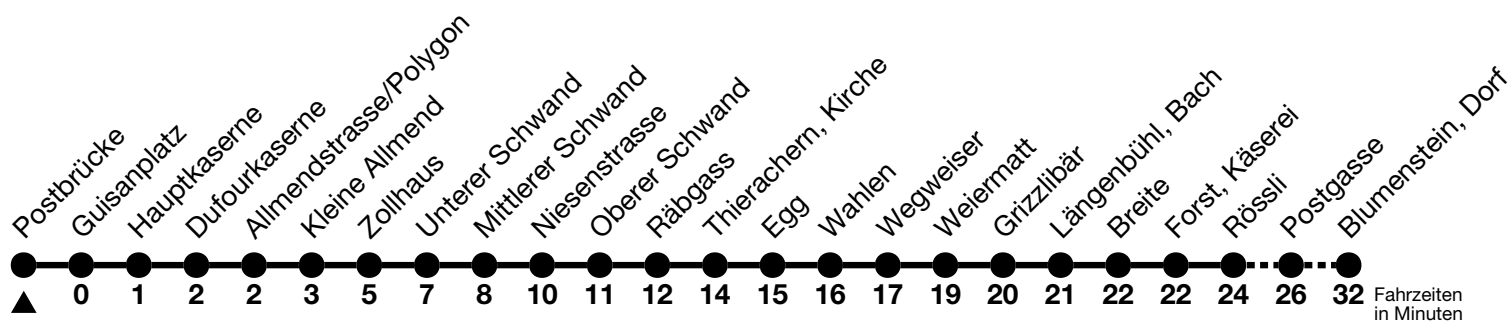 Postbrücke
Guisanplatz
Hauptkaserne
Dufourkaserne
Allmendstrasse/Polygon
Kleine Allmend
Zollhaus
Unterer Schwand
Mittlerer Schwand
Niesenstrasse
Oberer Schwand
Räbgass
Thierachern, Kirche
Egg
Wahlen
Wegweiser
Weiermatt
Grizzlibär
Längenbühl, Bach
Breite
Forst, Käserei
Rössli
Postgasse
Blumenstein, Dorf
0 1 2 2 3 5 7 8 10 11 12 14 15 16 17 19 20 21 22 22 24 26 32
Fahrzeiten
in Minuten